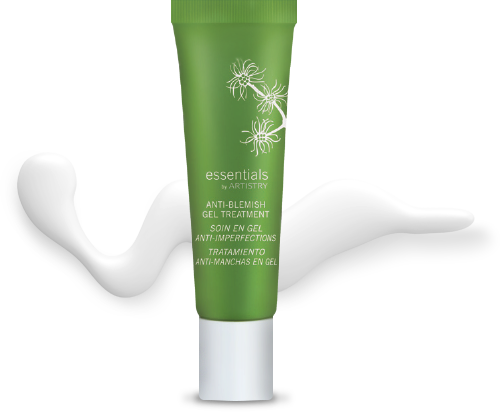 essentials
by ARTISTRY
ANTI-BLEMISH
GEL TREATMENT
SOIN EN GEL
ANTI-IMPERFECTIONS
TRATAMIENTO
ANTI-MANCHAS EN GEL